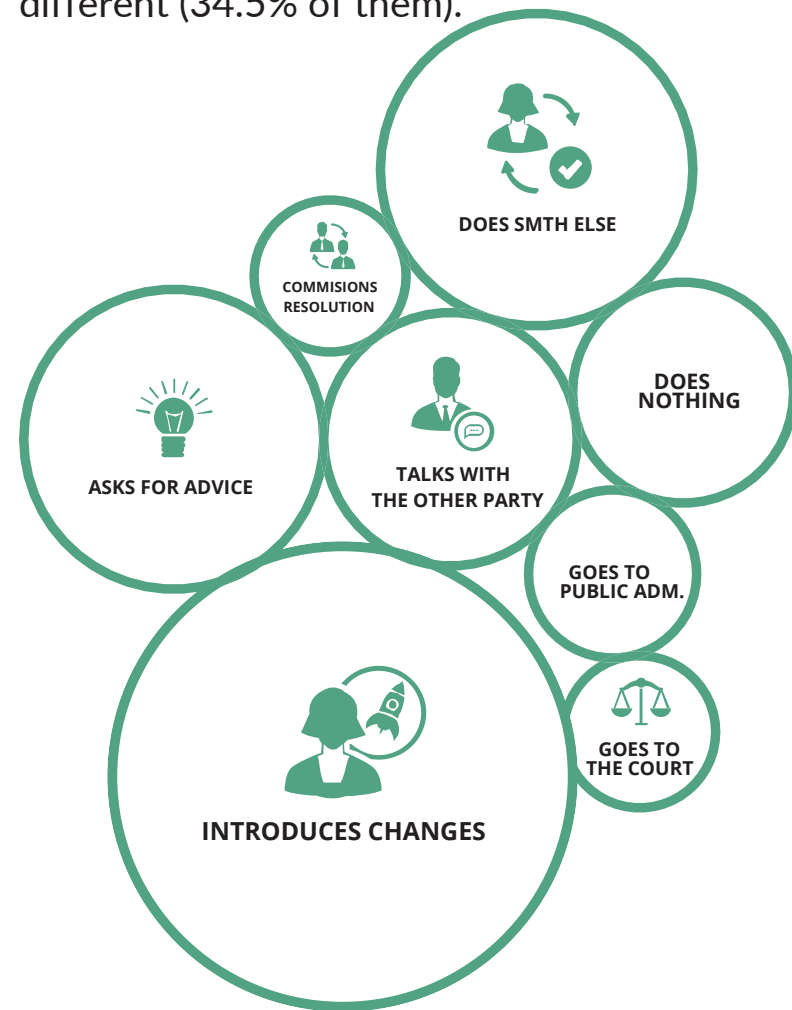 different (34.5% of them).
DOES SMTH ELSE
COMMISIONS
RESOLUTION
DOES
NOTHING
ASKS FOR ADVICE
TALKS WITH
THE OTHER PARTY
GOES TO
PUBLIC ADM.
GOES TO
THE COURT
INTRODUCES CHANGES